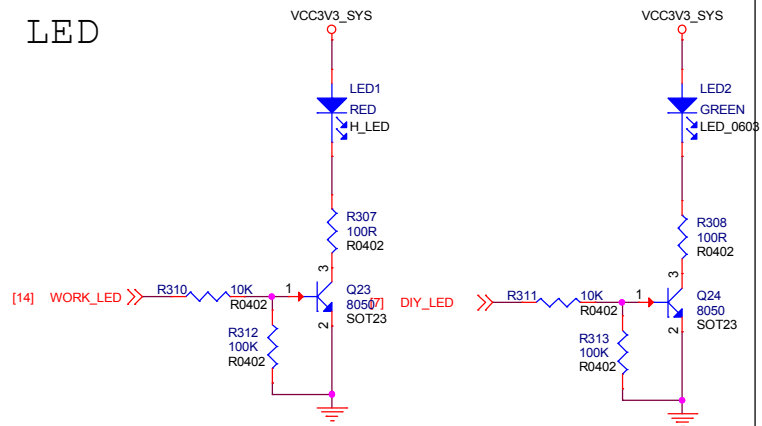 LED
VCC3V3_SYS
LED1
RED
H_LED
R307
100R
R0402
3
[14] WORK_LED
R310
10K
R0402
1
Q23
8050
SOT23
2
R312
100K
R0402
VCC3V3_SYS
LED2
GREEN
LED_0603
R308
100R
R0402
3
[7] DIY_LED
R311
10K
R0402
1
Q24
8050
SOT23
2
R313
100K
R0402